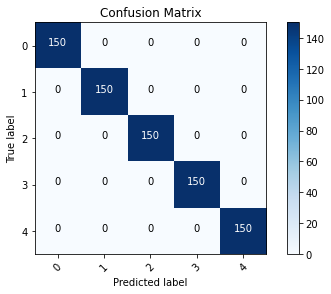 Confusion Matrix
True label
0 150 0 0 0 0
1 0 150 0 0 0
2 0 0 150 0 0
3 0 0 0 150 0
4 0 0 0 0 150
0 1 2 3 4
Predicted label
140
120
100
80
60
40
20
0